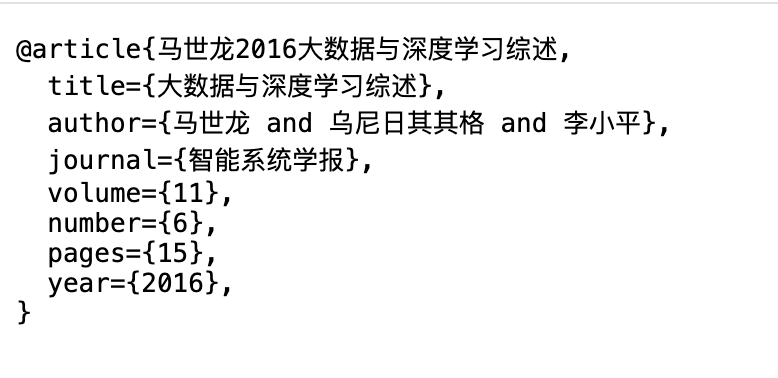 @article{马世龙2016大数据与深度学习综述,
title={大数据与深度学习综述},
author={马世龙 and 乌尼日其其格 and 李小平},
journal={智能系统学报},
volume={11},
number={6},
pages={15},
year={2016},
}